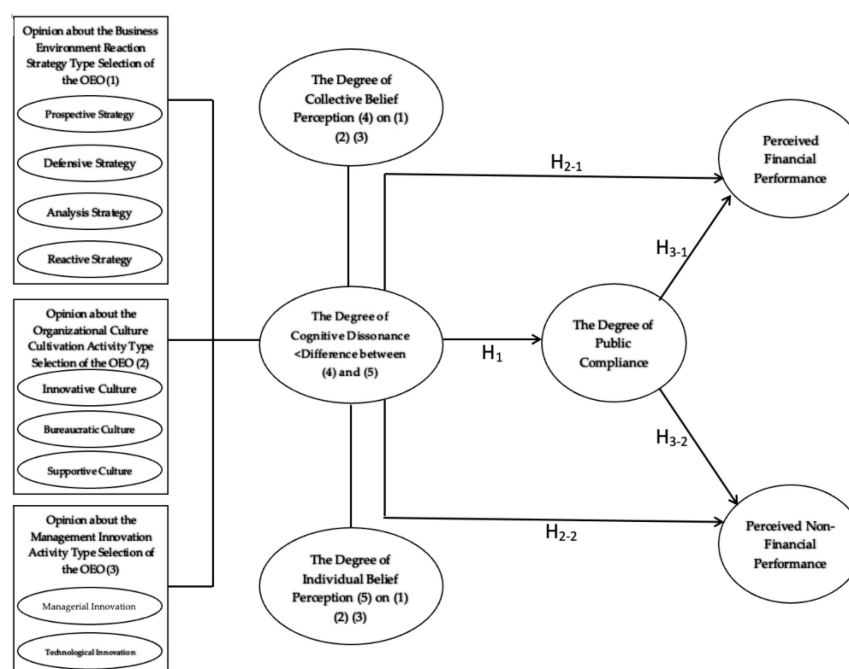 Opinion about the Business
Environment Reaction
Strategy Type Selection of
the OEO (1)
Prospective Strategy
Defensive Strategy
Analysis Strategy
Reactive Strategy
Opinion about the
Organizational Culture
Cultivation Activity Type
Selection of the OEO (2)
Innovative Culture
Bureaucratic Culture
Supportive Culture
Opinion about the
Management Innovation
Activity Type Selection of
the OEO (3)
Managerial Innovation
Technological Innovation
The Degree of
Collective Belief
Perception (4) on (1)
(2) (3)
The Degree of
Cognitive Dissonance
<Difference between
(4) and (5)
The Degree of
Individual Belief
Perception (5) on (1)
(2) (3)
H2-1
H1
H2-2
The Degree of
Public
Compliance
H3-1
H3-2
Perceived
Financial
Performance
Perceived Non-
Financial
Performance